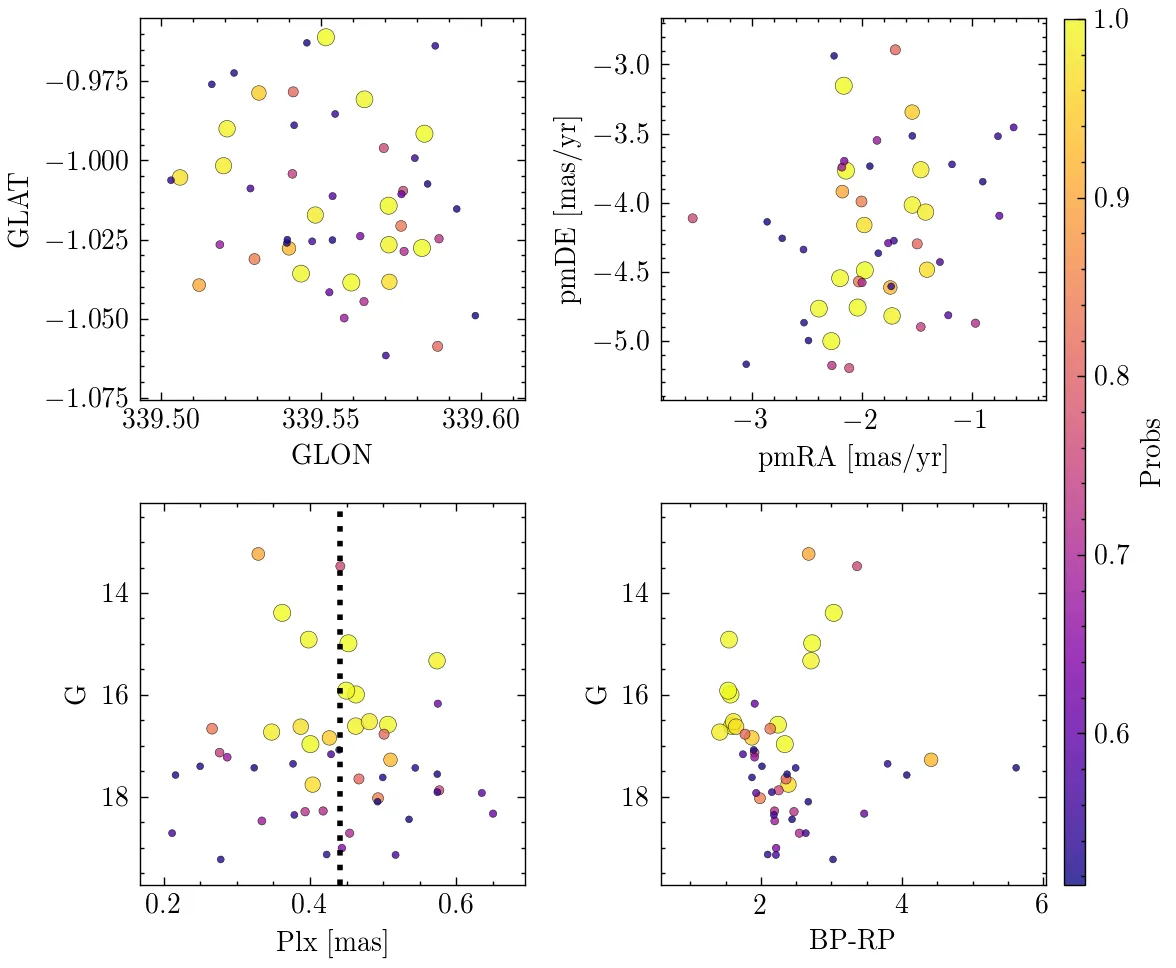 −0.975
−1.000
−1.025
−1.050
−1.075
GLAT
339.50 339.55 339.60
GLON
−3.0
−3.5
−4.0
−4.5
−5.0
pmDE [mas/yr]
−3 −2 −1
pmRA [mas/yr]
14
16
18
G
0.2 0.4 0.6
Plx [mas]
14
16
18
G
2 4 6
BP-RP
1.0
0.9
0.8
0.7
0.6
Probs